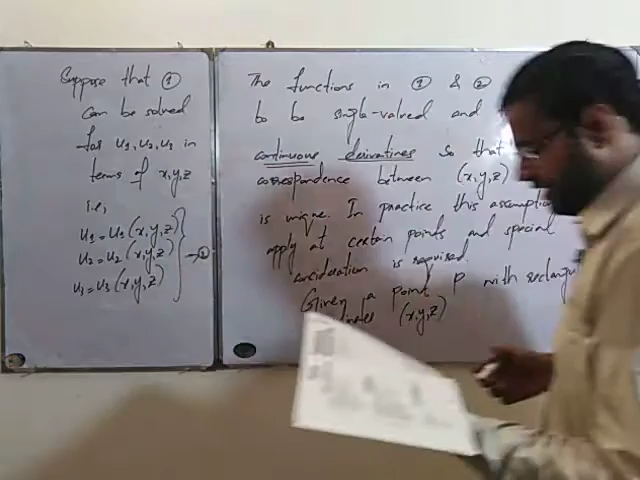 Suppose that ①
can be solved
for u1, u2, u3 in
terms of x,y,z
i.e,
u1 = u1(x,y,z)
u2 = u2(x,y,z)
u3 = u3(x,y,z)
→②
The functions in ① & ②
to be single-valued and
continuous derivatives so that
correspondence between (x,y,z)
is unique. In practice this assumption
apply at certain points and special
consideration is required.
Given a point P with rectangu
(x,y,z)